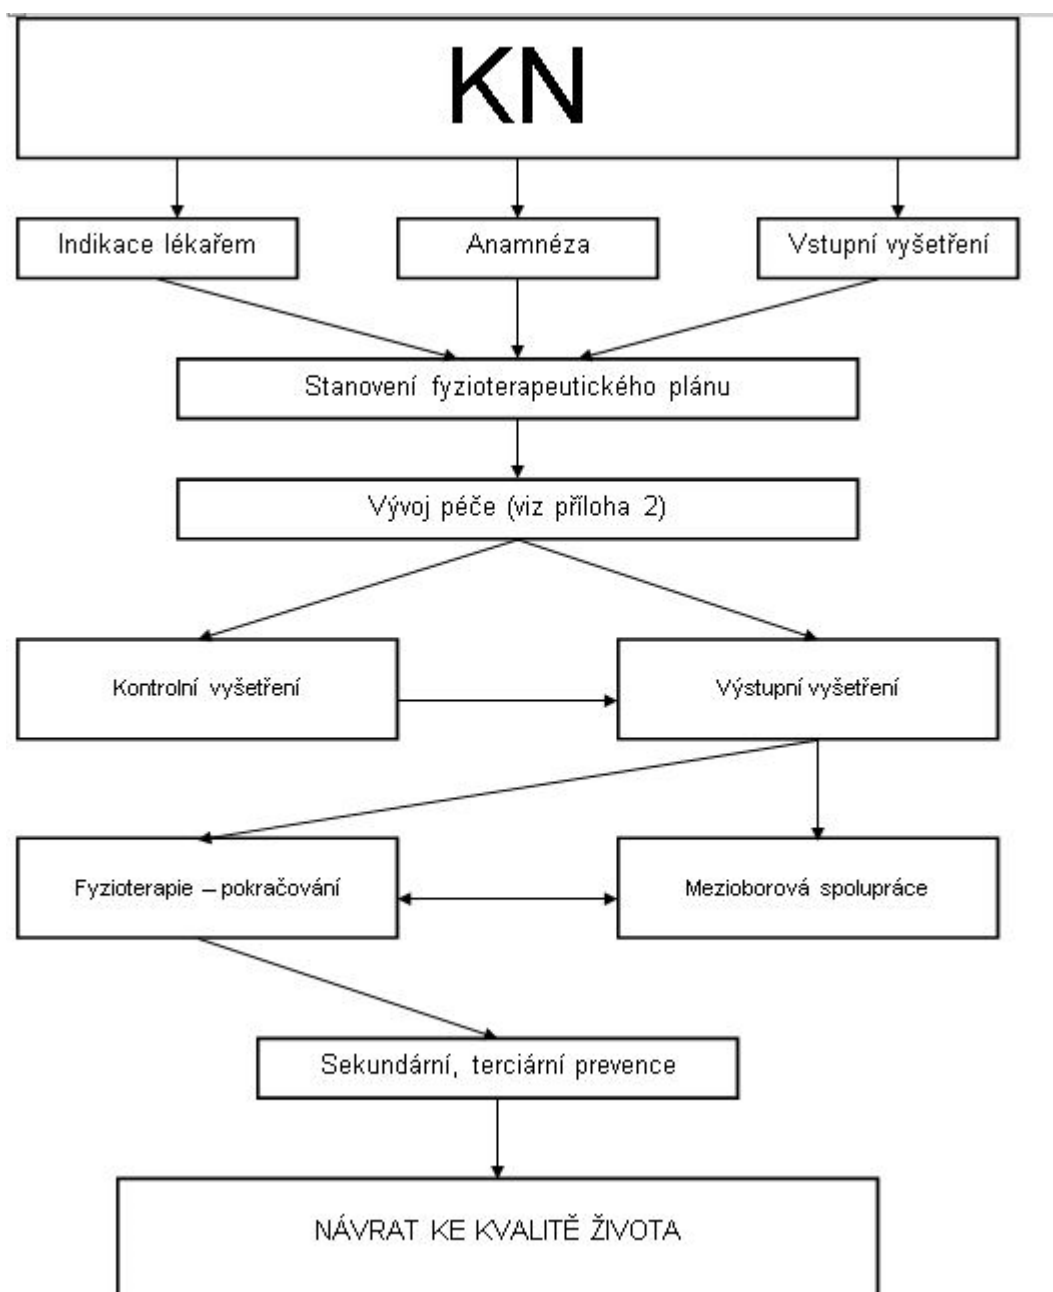 KN
Indikace lékařem
Anamnéza
Vstupní vyšetření
Stanovení fyzioterapeutického plánu
Vývoj péče (viz příloha 2)
Kontrolní vyšetření
Výstupní vyšetření
Fyzioterapie – pokračování
Mezioborová spolupráce
Sekundární, terciární prevence
NÁVRAT KE KVALITĚ ŽIVOTA